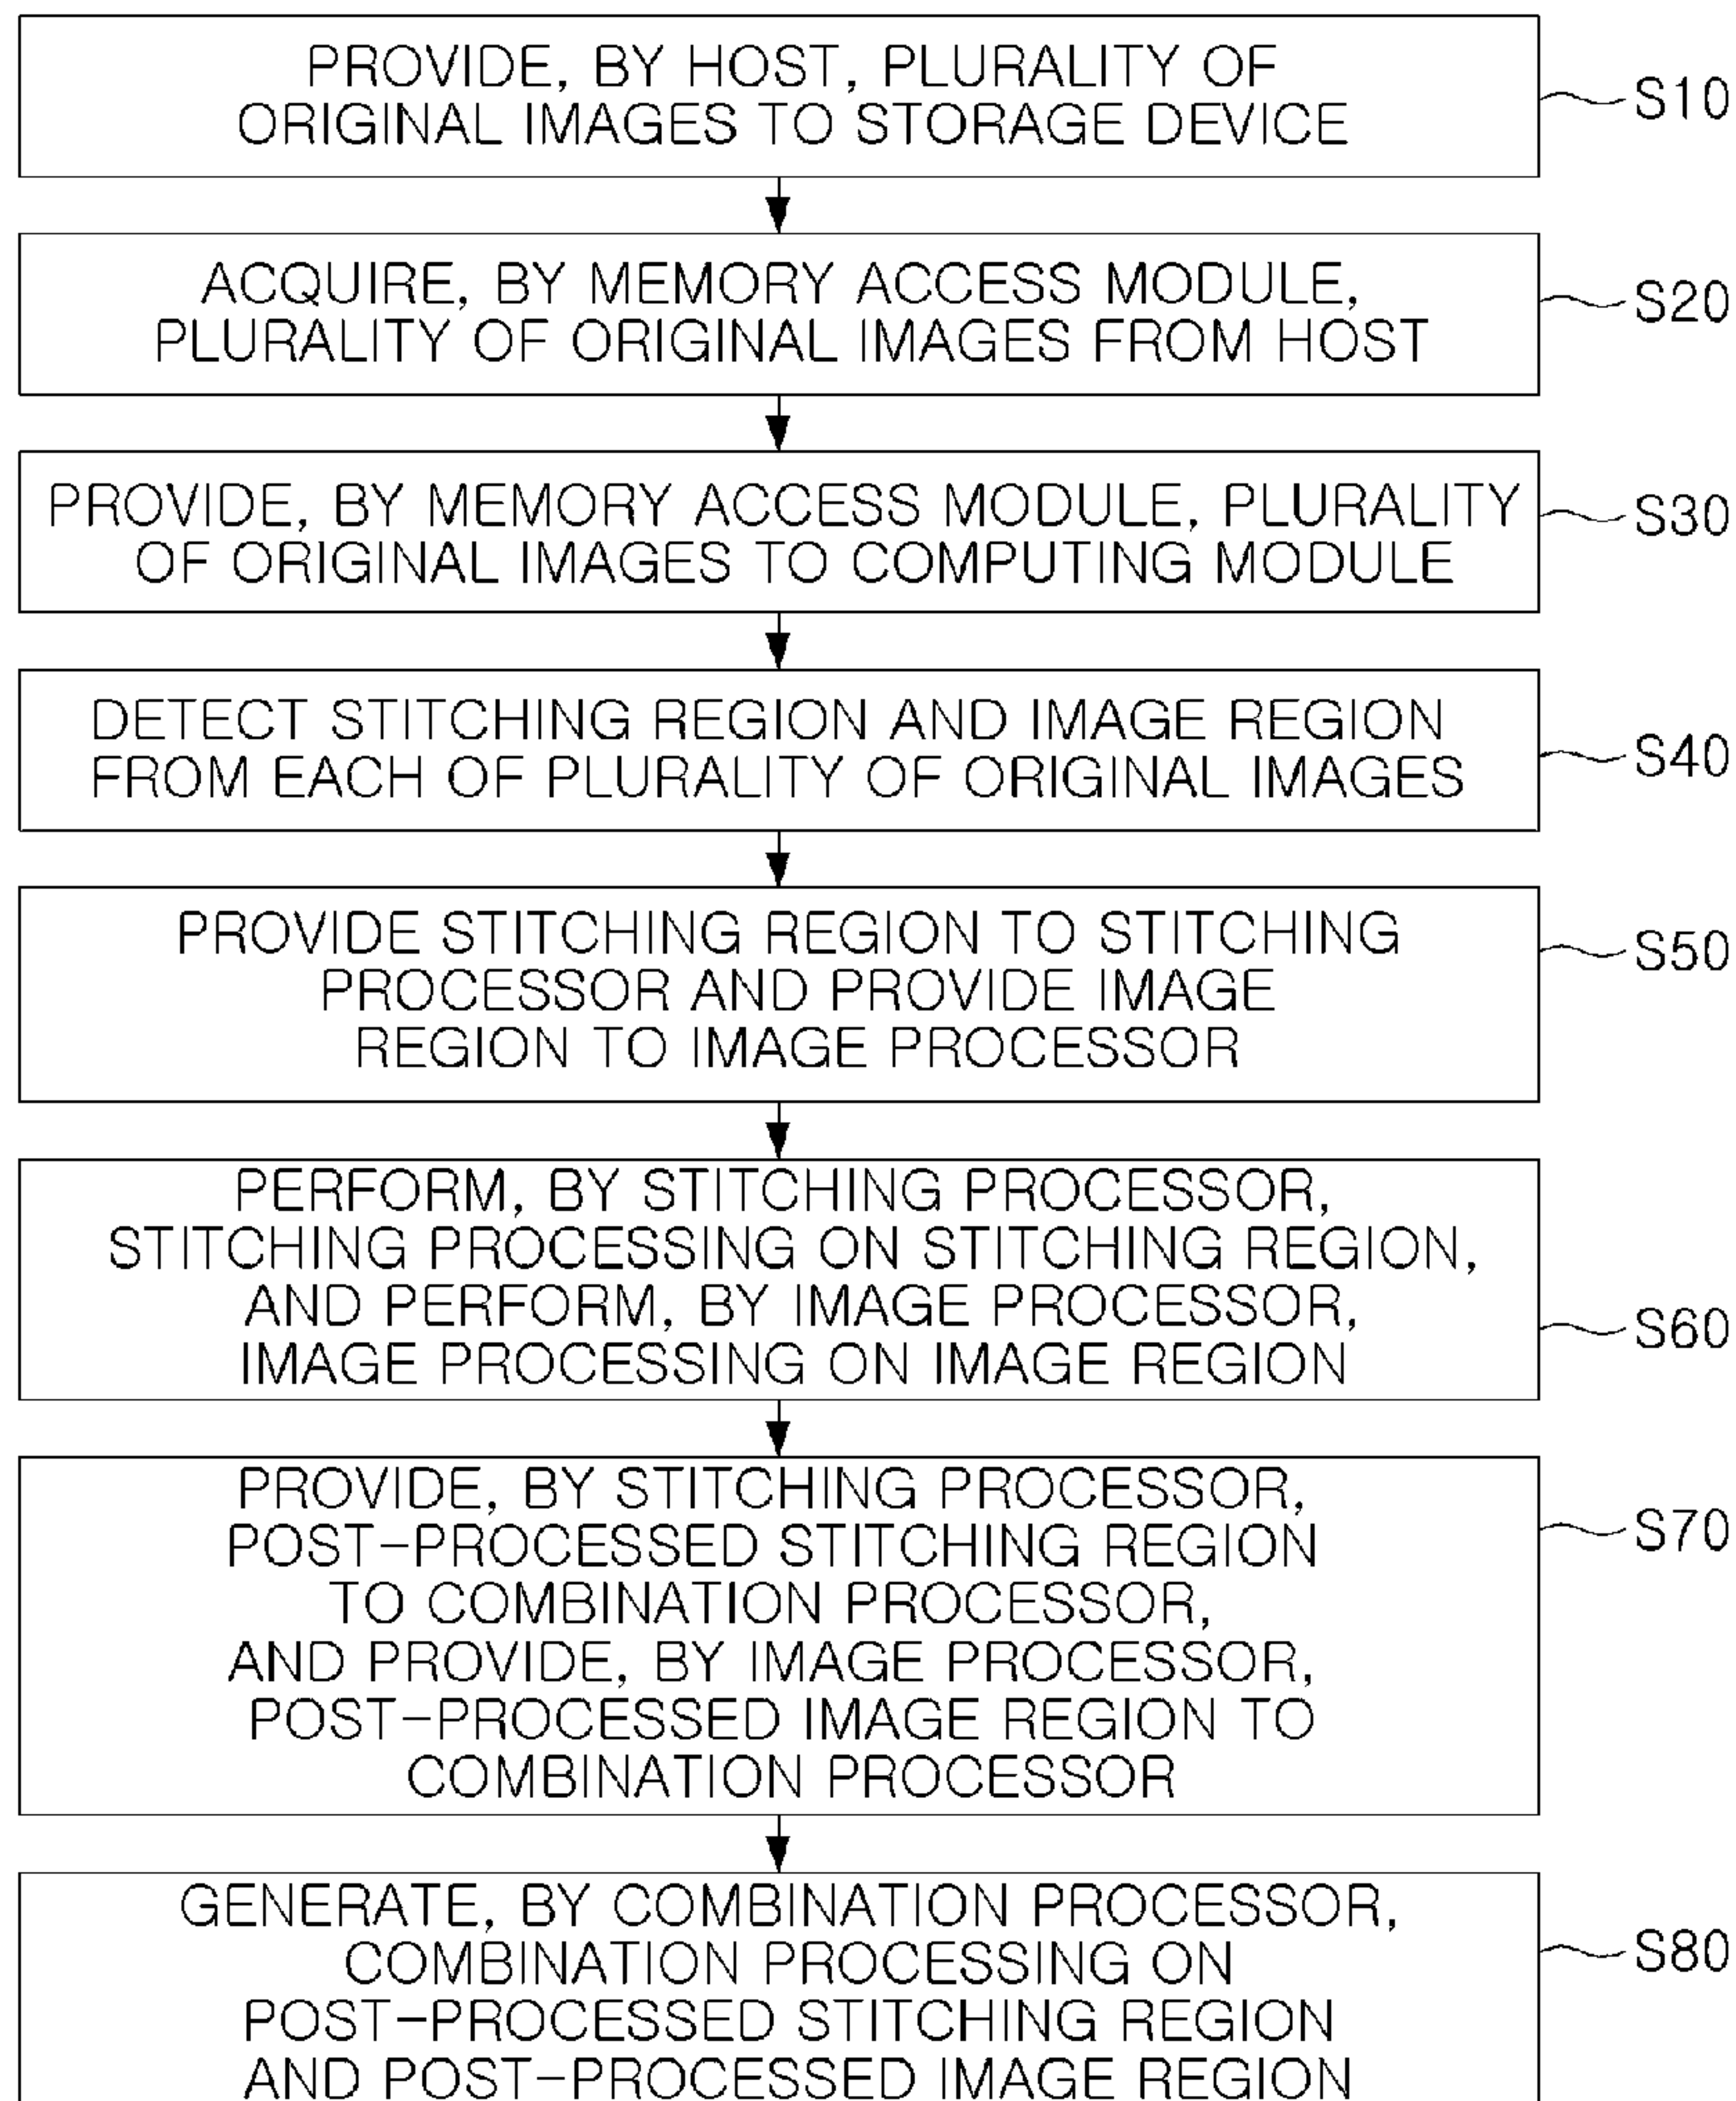 PROVIDE, BY HOST, PLURALITY OF
ORIGINAL IMAGES TO STORAGE DEVICE
S10
ACQUIRE, BY MEMORY ACCESS MODULE,
PLURALITY OF ORIGINAL IMAGES FROM HOST
S20
PROVIDE, BY MEMORY ACCESS MODULE, PLURALITY
OF ORIGINAL IMAGES TO COMPUTING MODULE
S30
DETECT STITCHING REGION AND IMAGE REGION
FROM EACH OF PLURALITY OF ORIGINAL IMAGES
S40
PROVIDE STITCHING REGION TO STITCHING
PROCESSOR AND PROVIDE IMAGE
REGION TO IMAGE PROCESSOR
S50
PERFORM, BY STITCHING PROCESSOR,
STITCHING PROCESSING ON STITCHING REGION,
AND PERFORM, BY IMAGE PROCESSOR,
IMAGE PROCESSING ON IMAGE REGION
S60
PROVIDE, BY STITCHING PROCESSOR,
POST-PROCESSED STITCHING REGION
TO COMBINATION PROCESSOR,
AND PROVIDE, BY IMAGE PROCESSOR,
POST-PROCESSED IMAGE REGION TO
COMBINATION PROCESSOR
S70
GENERATE, BY COMBINATION PROCESSOR,
COMBINATION PROCESSING ON
POST-PROCESSED STITCHING REGION
AND POST-PROCESSED IMAGE REGION
S80